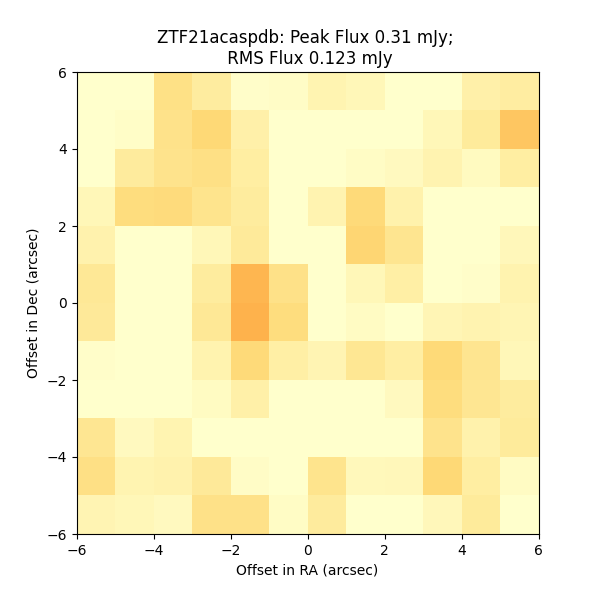 ZTF21acaspdb: Peak Flux 0.31 mJy;
RMS Flux 0.123 mJy
6
4
2
0
−2
−4
−6
Offset in Dec (arcsec)
−6 −4 −2 0 2 4 6
Offset in RA (arcsec)